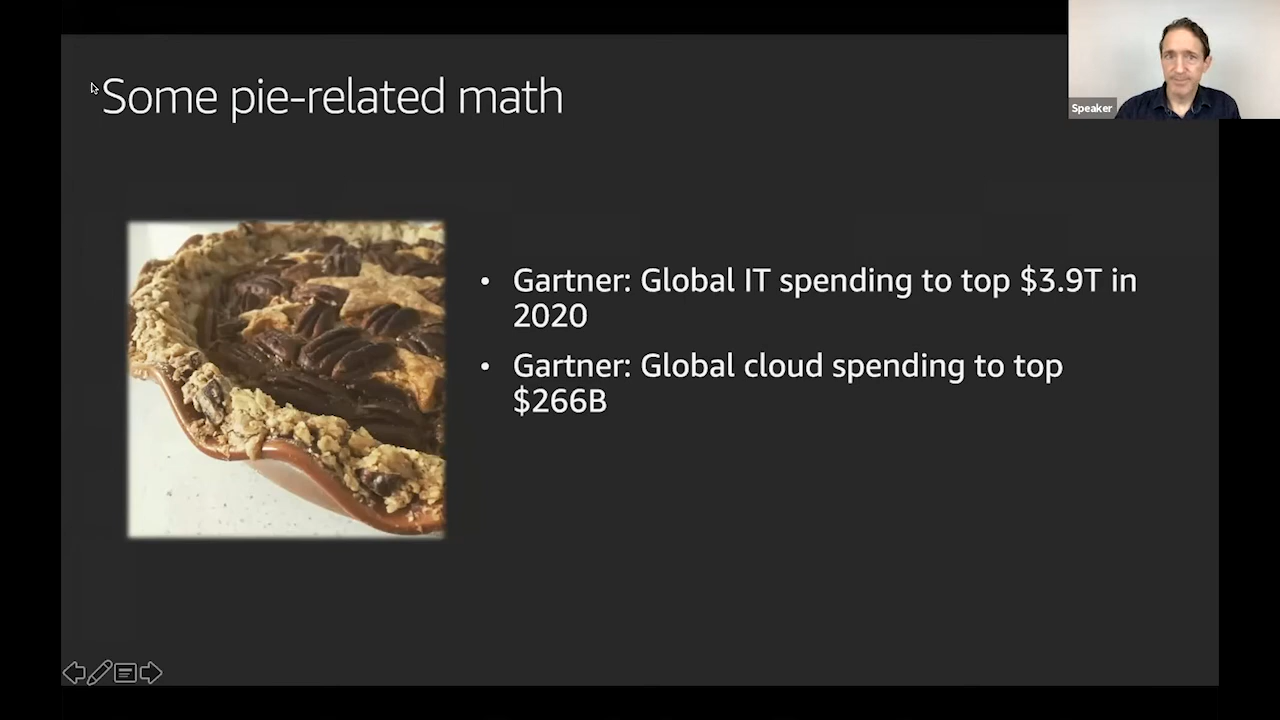 Some pie-related math
Speaker
• Gartner: Global IT spending to top $3.9T in
2020
• Gartner: Global cloud spending to top
$266B